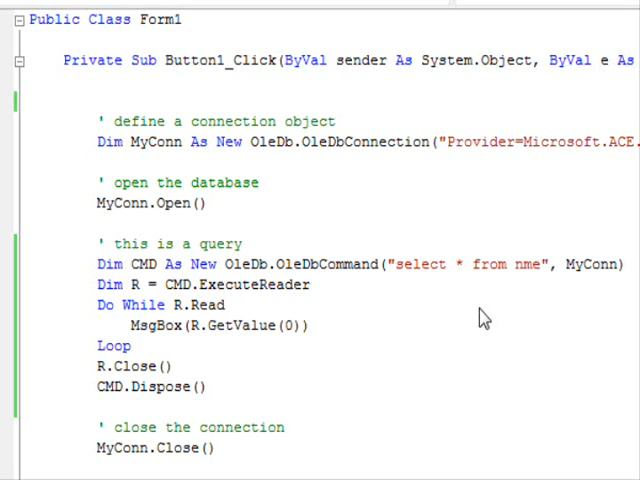 Public Class Form1
Private Sub Button1_Click(ByVal sender As System.Object, ByVal e As
' define a connection object
Dim MyConn As New OleDb.OleDbConnection("Provider=Microsoft.ACE.
' open the database
MyConn.Open()
' this is a query
Dim CMD As New OleDb.OleDbCommand("select * from nme", MyConn)
Dim R = CMD.ExecuteReader
Do While R.Read
MsgBox(R.GetValue(0))
Loop
R.Close()
CMD.Dispose()
' close the connection
MyConn.Close()